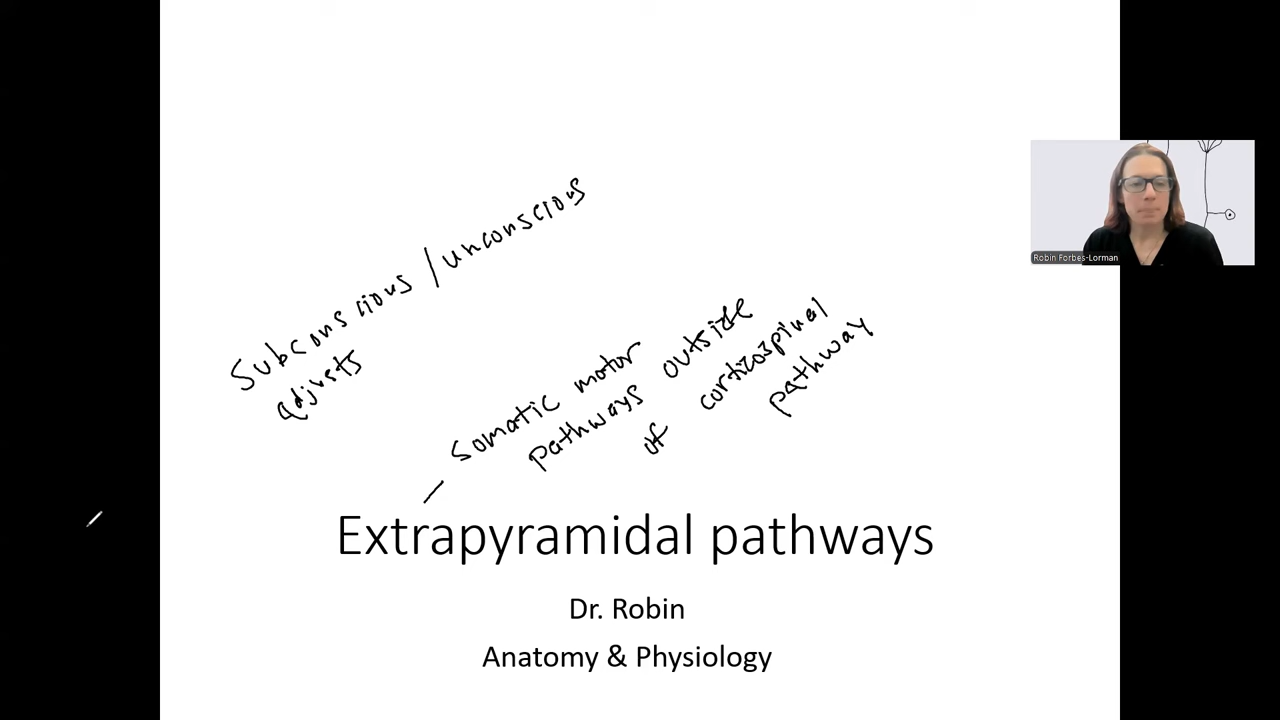 Subconscious / unconscious
adjusts
Somatic motor
pathways outside
of corticospinal
pathway
Robin Forbes-Lorman
Extrapyramidal pathways
Dr. Robin
Anatomy & Physiology